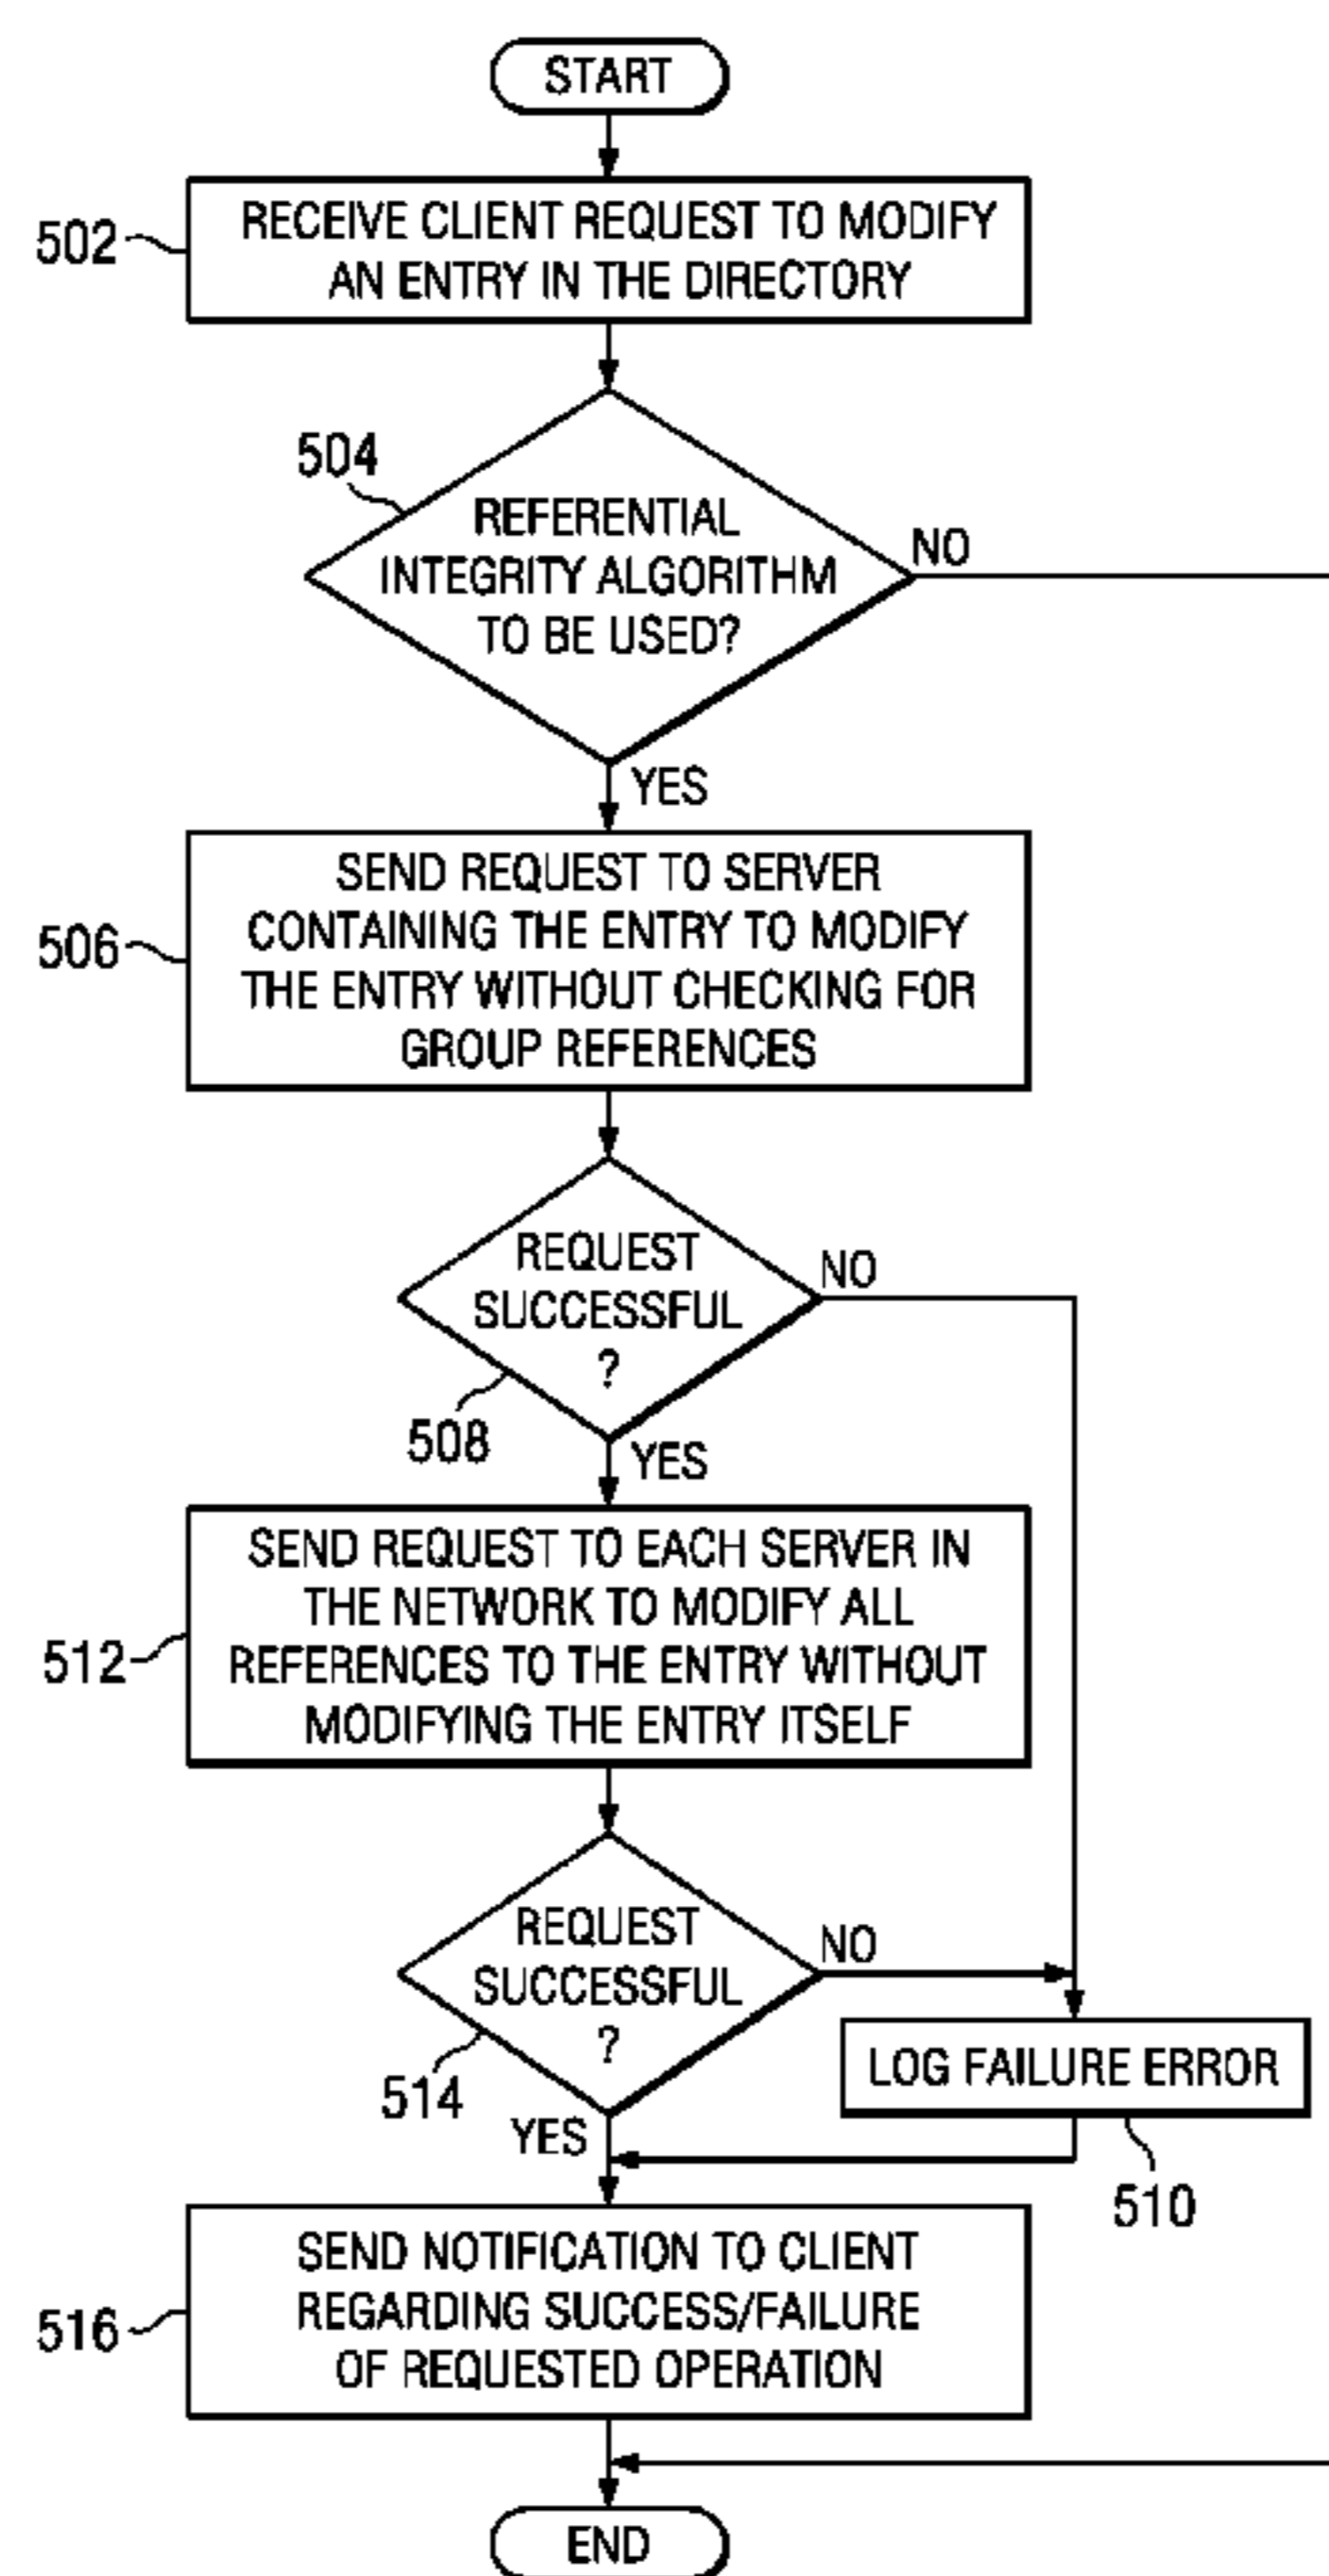 START
502
RECEIVE CLIENT REQUEST TO MODIFY
AN ENTRY IN THE DIRECTORY
504
REFERENTIAL
INTEGRITY ALGORITHM
TO BE USED?
NO
YES
506
SEND REQUEST TO SERVER
CONTAINING THE ENTRY TO MODIFY
THE ENTRY WITHOUT CHECKING FOR
GROUP REFERENCES
REQUEST
SUCCESSFUL
?
NO
508
YES
512
SEND REQUEST TO EACH SERVER IN
THE NETWORK TO MODIFY ALL
REFERENCES TO THE ENTRY WITHOUT
MODIFYING THE ENTRY ITSELF
REQUEST
SUCCESSFUL
?
NO
514
YES
LOG FAILURE ERROR
510
516
SEND NOTIFICATION TO CLIENT
REGARDING SUCCESS/FAILURE
OF REQUESTED OPERATION
END